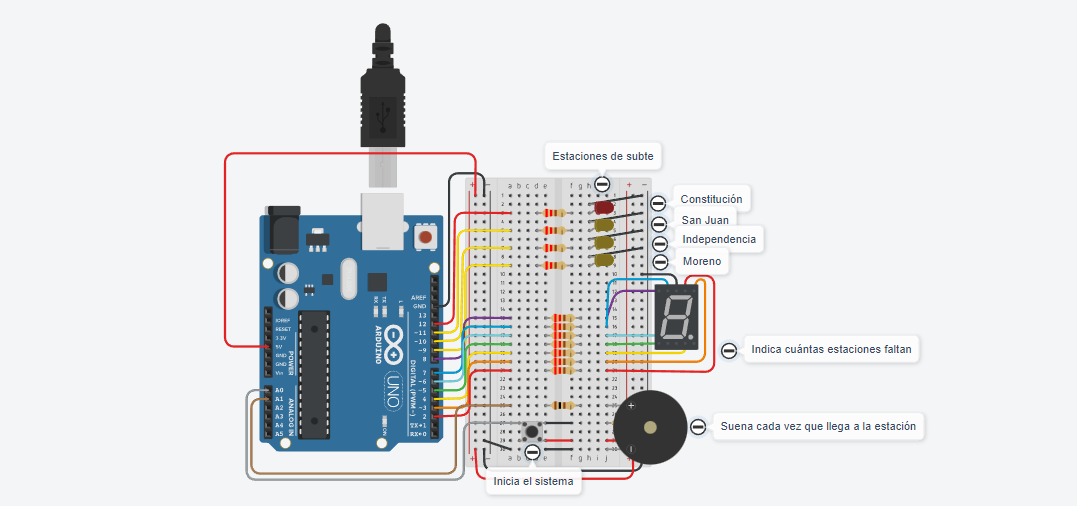 Estaciones de subte
Constitución
San Juan
Independencia
Moreno
Indica cuántas estaciones faltan
Suena cada vez que llega a la estación
Inicia el sistema
AREF
GND
13
12
~11
~10
~9
8
7
~6
~5
4
~3
2
TX→1
RX←0
DIGITAL (PWM~)
ARDUINO
UNO
TX
RX
L
ON
IOREF
RESET
3.3V
5V
GND
GND
Vin
POWER
A0
A1
A2
A3
A4
A5
ANALOG IN
a b c d e
f g h
f g h i j